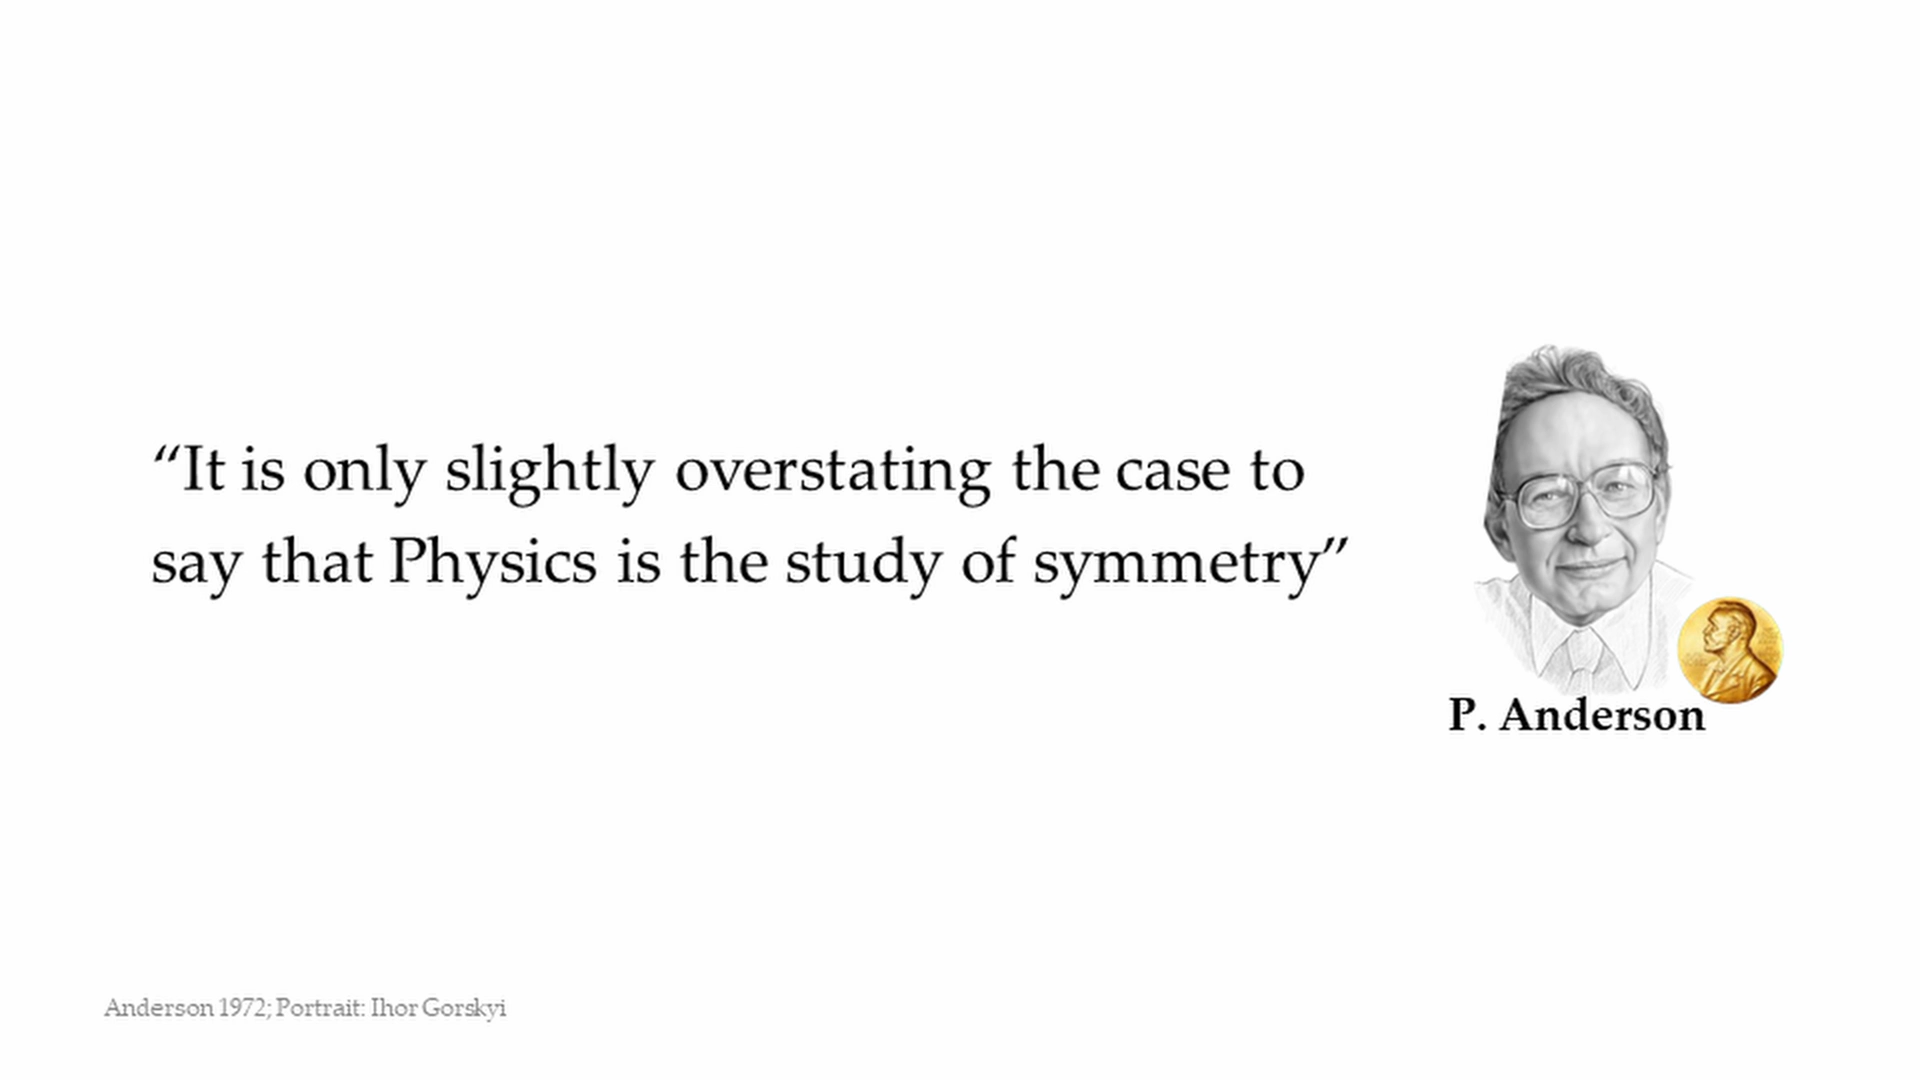 “It is only slightly overstating the case to
say that Physics is the study of symmetry”
P. Anderson
Anderson 1972; Portrait: Ihor Gorskyi